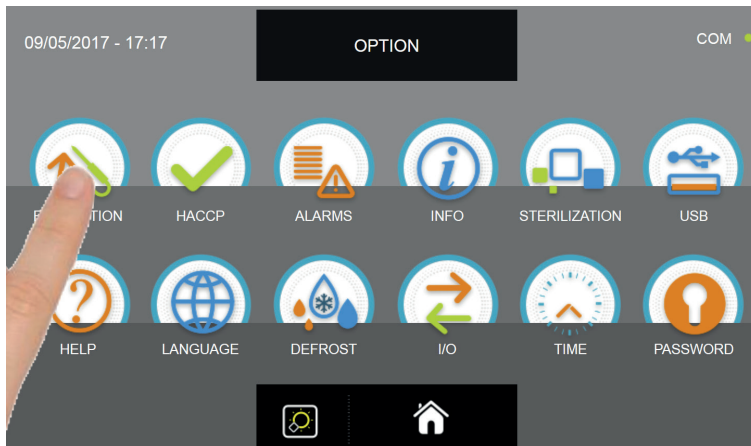 09/05/2017 - 17:17
OPTION
COM
HACCP
ALARMS
INFO
STERILIZATION
USB
HELP
LANGUAGE
DEFROST
I/O
TIME
PASSWORD